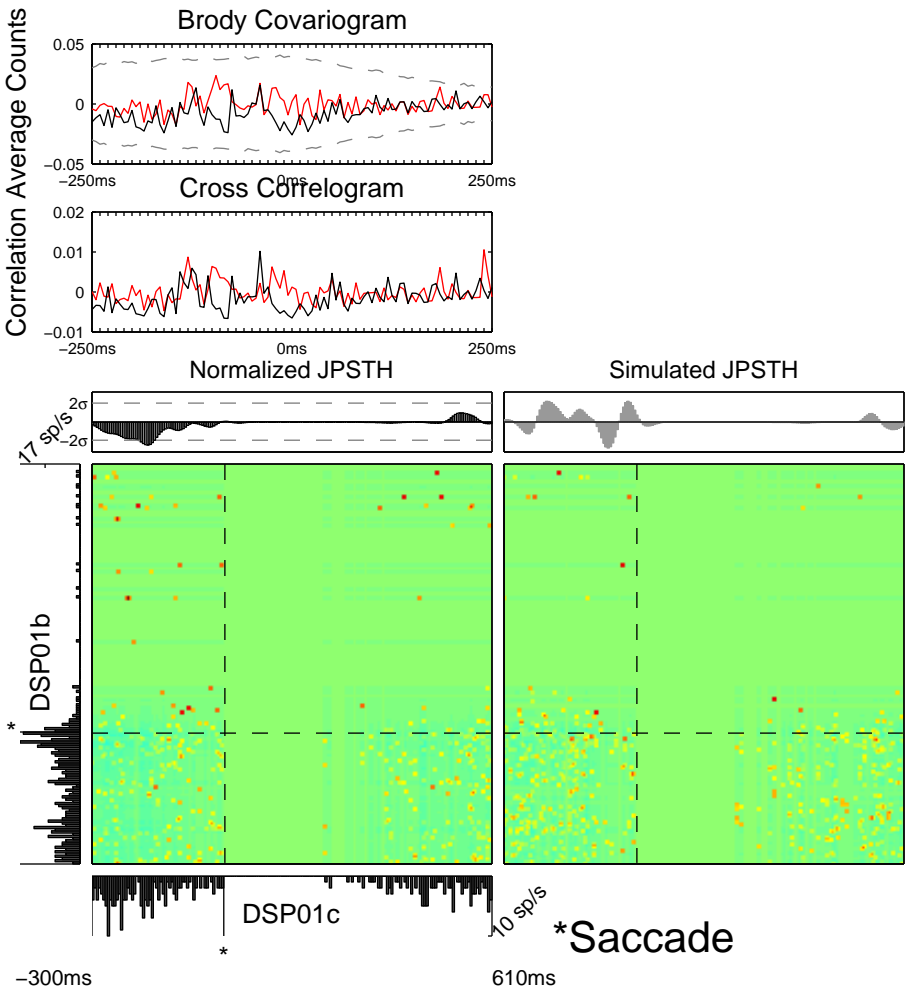 Brody Covariogram
Correlation Average Counts
0.05
0
−0.05
−250ms
0ms
250ms
Cross Correlogram
0.02
0.01
0
−0.01
−250ms
0ms
250ms
Normalized JPSTH
Simulated JPSTH
2σ
−2σ
17 sp/s
DSP01b
*
DSP01c
10 sp/s
*
*Saccade
−300ms
610ms